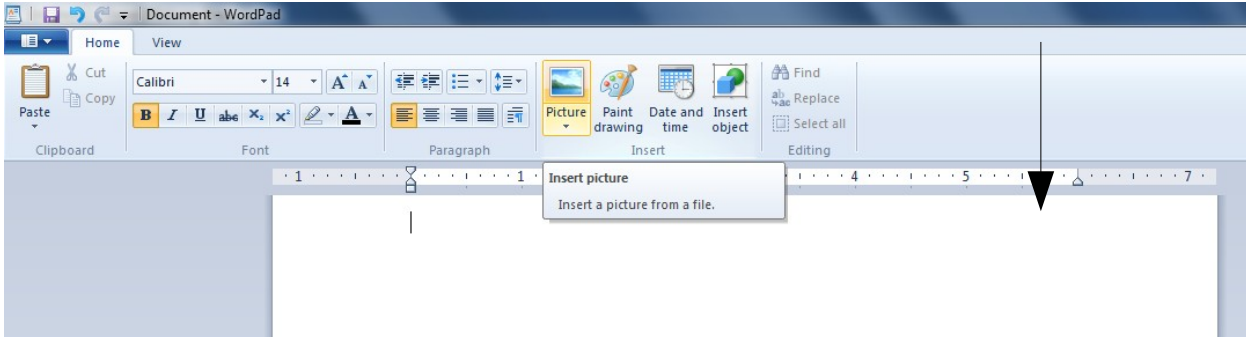 Document - WordPad
Home View
Cut
Copy
Paste
Clipboard
Calibri 14 A A
B I U abc X₂ X² A
Font
Paragraph
Picture
Paint drawing
Date and time
Insert object
Insert
Find
Replace
Select all
Editing
1 1 4 5 7
Insert picture
Insert a picture from a file.